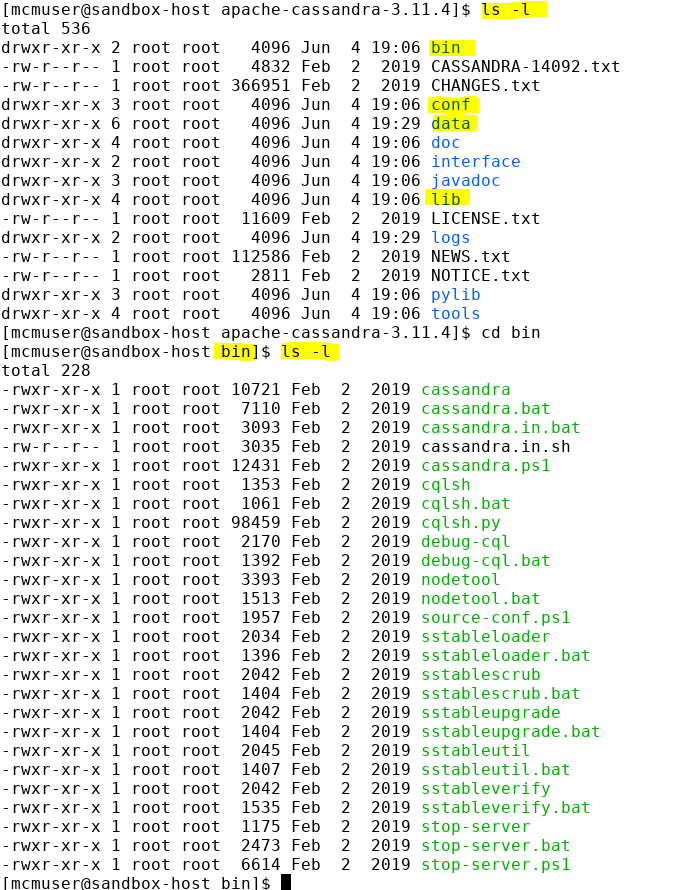 [mcmuser@sandbox-host apache-cassandra-3.11.4]$ ls -l
total 536
drwxr-xr-x 2 root root   4096 Jun  4 19:06 bin
-rw-r--r-- 1 root root   4832 Feb  2  2019 CASSANDRA-14092.txt
-rw-r--r-- 1 root root 366951 Feb  2  2019 CHANGES.txt
drwxr-xr-x 3 root root   4096 Jun  4 19:06 conf
drwxr-xr-x 6 root root   4096 Jun  4 19:29 data
drwxr-xr-x 4 root root   4096 Jun  4 19:06 doc
drwxr-xr-x 2 root root   4096 Jun  4 19:06 interface
drwxr-xr-x 3 root root   4096 Jun  4 19:06 javadoc
drwxr-xr-x 4 root root   4096 Jun  4 19:06 lib
-rw-r--r-- 1 root root  11609 Feb  2  2019 LICENSE.txt
drwxr-xr-x 2 root root   4096 Jun  4 19:29 logs
-rw-r--r-- 1 root root 112586 Feb  2  2019 NEWS.txt
-rw-r--r-- 1 root root   2811 Feb  2  2019 NOTICE.txt
drwxr-xr-x 3 root root   4096 Jun  4 19:06 pylib
drwxr-xr-x 4 root root   4096 Jun  4 19:06 tools
[mcmuser@sandbox-host apache-cassandra-3.11.4]$ cd bin
[mcmuser@sandbox-host bin]$ ls -l
total 228
-rwxr-xr-x 1 root root 10721 Feb  2  2019 cassandra
-rwxr-xr-x 1 root root  7110 Feb  2  2019 cassandra.bat
-rwxr-xr-x 1 root root  3093 Feb  2  2019 cassandra.in.bat
-rw-r--r-- 1 root root  3035 Feb  2  2019 cassandra.in.sh
-rwxr-xr-x 1 root root 12431 Feb  2  2019 cassandra.ps1
-rwxr-xr-x 1 root root  1353 Feb  2  2019 cqlsh
-rwxr-xr-x 1 root root  1061 Feb  2  2019 cqlsh.bat
-rwxr-xr-x 1 root root 98459 Feb  2  2019 cqlsh.py
-rwxr-xr-x 1 root root  2170 Feb  2  2019 debug-cql
-rwxr-xr-x 1 root root  1392 Feb  2  2019 debug-cql.bat
-rwxr-xr-x 1 root root  3393 Feb  2  2019 nodetool
-rwxr-xr-x 1 root root  1513 Feb  2  2019 nodetool.bat
-rwxr-xr-x 1 root root  1957 Feb  2  2019 source-conf.ps1
-rwxr-xr-x 1 root root  2034 Feb  2  2019 sstableloader
-rwxr-xr-x 1 root root  1396 Feb  2  2019 sstableloader.bat
-rwxr-xr-x 1 root root  2042 Feb  2  2019 sstablescrub
-rwxr-xr-x 1 root root  1404 Feb  2  2019 sstablescrub.bat
-rwxr-xr-x 1 root root  2042 Feb  2  2019 sstableupgrade
-rwxr-xr-x 1 root root  1404 Feb  2  2019 sstableupgrade.bat
-rwxr-xr-x 1 root root  2045 Feb  2  2019 sstableutil
-rwxr-xr-x 1 root root  1407 Feb  2  2019 sstableutil.bat
-rwxr-xr-x 1 root root  2042 Feb  2  2019 sstableverify
-rwxr-xr-x 1 root root  1535 Feb  2  2019 sstableverify.bat
-rwxr-xr-x 1 root root  1175 Feb  2  2019 stop-server
-rwxr-xr-x 1 root root  2473 Feb  2  2019 stop-server.bat
-rwxr-xr-x 1 root root  6614 Feb  2  2019 stop-server.ps1
[mcmuser@sandbox-host bin]$